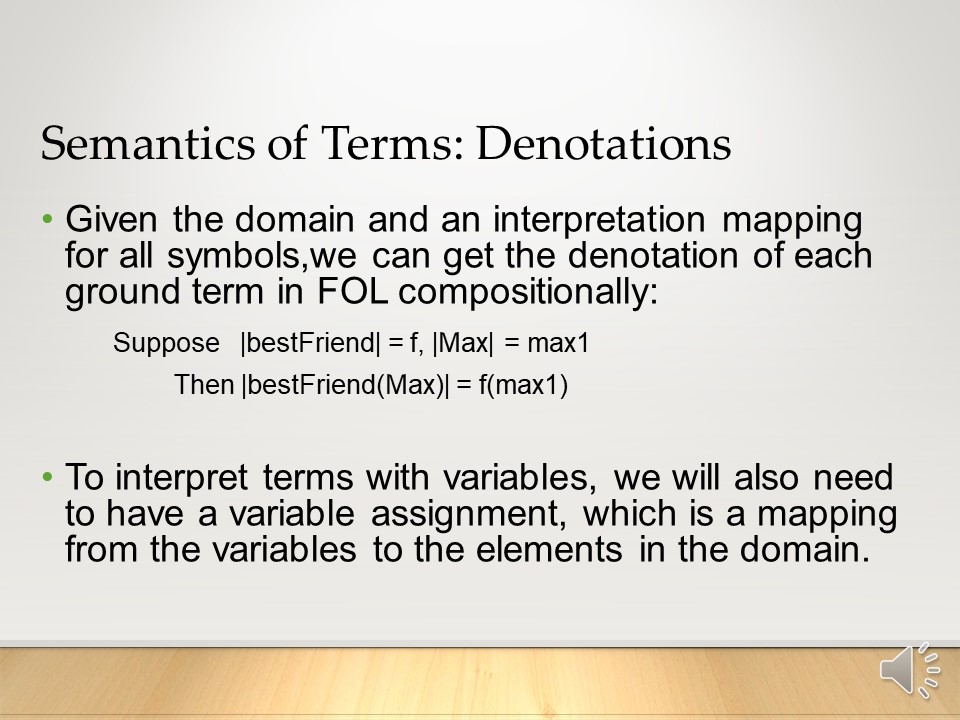 Semantics of Terms: Denotations
• Given the domain and an interpretation mapping
for all symbols,we can get the denotation of each
ground term in FOL compositionally:
Suppose |bestFriend| = f, |Max| = max1
Then |bestFriend(Max)| = f(max1)
• To interpret terms with variables, we will also need
to have a variable assignment, which is a mapping
from the variables to the elements in the domain.